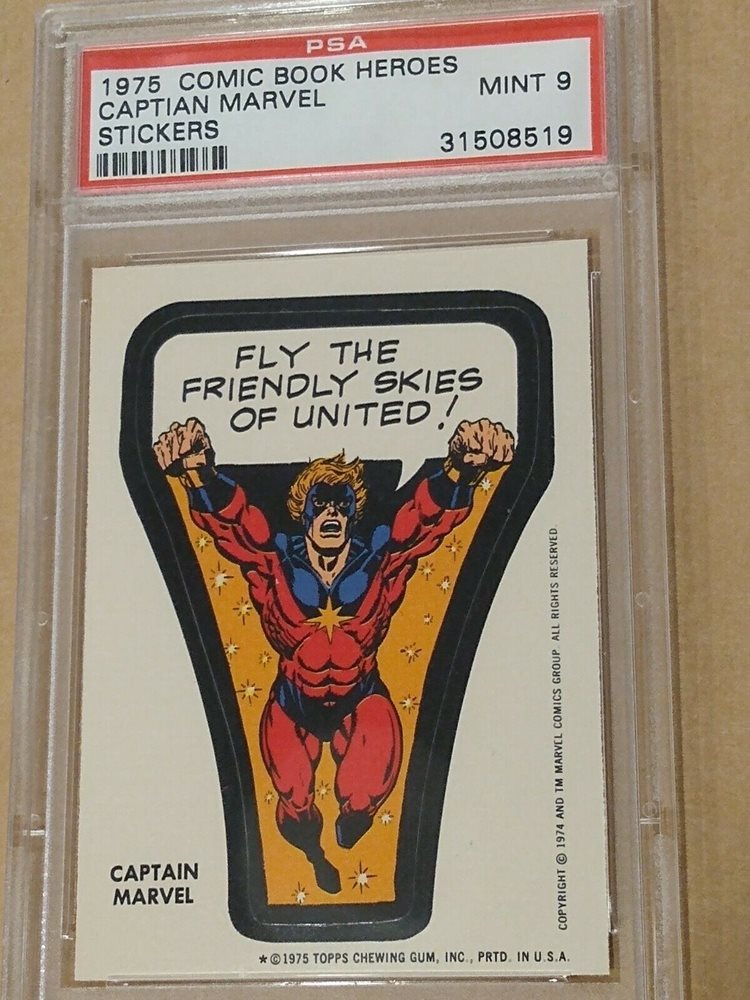 PSA
1975 COMIC BOOK HEROES
CAPTIAN MARVEL
MINT 9
STICKERS
31508519
FLY THE
FRIENDLY SKIES
OF UNITED!
CAPTAIN
MARVEL
COPYRIGHT © 1974 AND TM MARVEL COMICS GROUP ALL RIGHTS RESERVED
*©1975 TOPPS CHEWING GUM, INC., PRTD. IN U.S.A.